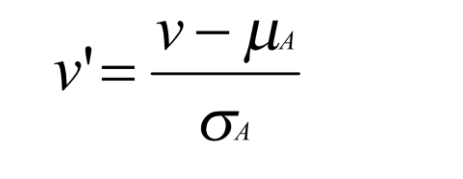 v' = (v − μ_A) / σ_A